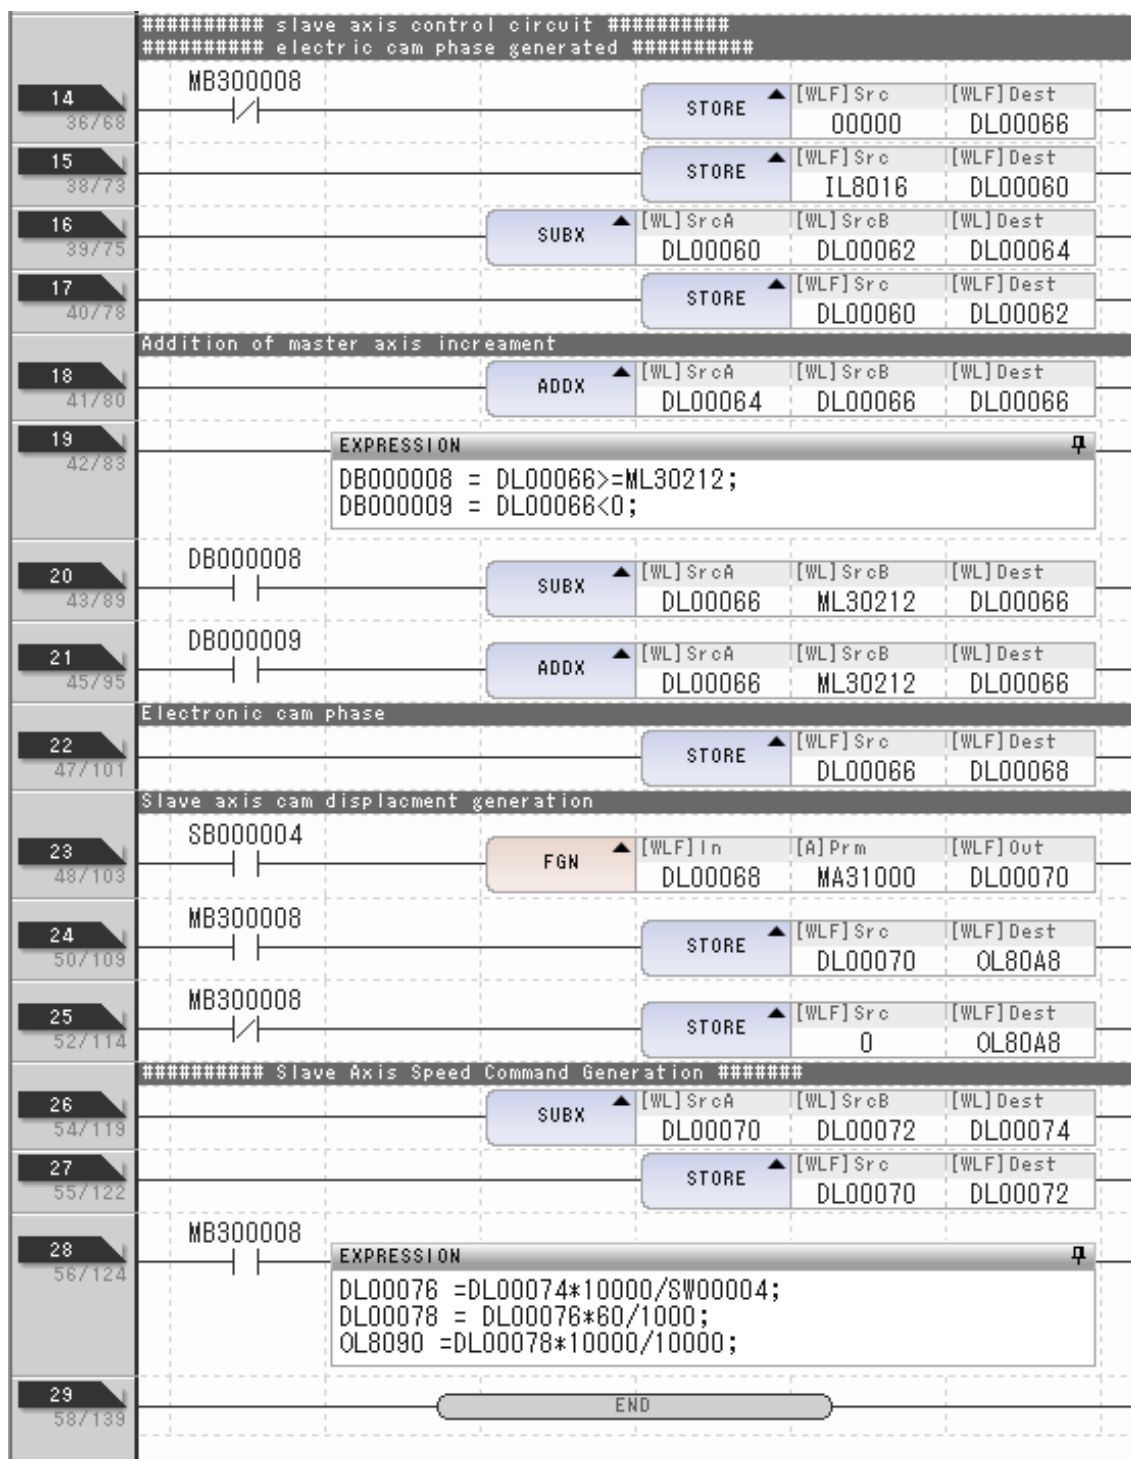 ########## slave axis control circuit ##########
########## electric cam phase generated ##########
MB300008
14 STORE [WLF]Src [WLF]Dest
36/68 00000 DL00066
15 STORE [WLF]Src [WLF]Dest
38/73 IL8016 DL00060
16 SUBX [WL]SrcA [WL]SrcB [WL]Dest
39/75 DL00060 DL00062 DL00064
17 STORE [WLF]Src [WLF]Dest
40/78 DL00060 DL00062
Addition of master axis increament
18 ADDX [WL]SrcA [WL]SrcB [WL]Dest
41/80 DL00064 DL00066 DL00066
19 EXPRESSION
42/83
DB000008 = DL00066>=ML30212;
DB000009 = DL00066<0;
DB000008
20 SUBX [WL]SrcA [WL]SrcB [WL]Dest
43/89 DL00066 ML30212 DL00066
DB000009
21 ADDX [WL]SrcA [WL]SrcB [WL]Dest
45/95 DL00066 ML30212 DL00066
Electronic cam phase
22 STORE [WLF]Src [WLF]Dest
47/101 DL00066 DL00068
Slave axis cam displacment generation
SB000004
23 FGN [WLF]In [A]Prm [WLF]Out
48/103 DL00068 MA31000 DL00070
MB300008
24 STORE [WLF]Src [WLF]Dest
50/109 DL00070 OL80A8
MB300008
25 STORE [WLF]Src [WLF]Dest
52/114 0 OL80A8
########## Slave Axis Speed Command Generation #######
26 SUBX [WL]SrcA [WL]SrcB [WL]Dest
54/119 DL00070 DL00072 DL00074
27 STORE [WLF]Src [WLF]Dest
55/122 DL00070 DL00072
MB300008
28 EXPRESSION
56/124
DL00076 =DL00074*10000/SW00004;
DL00078 = DL00076*60/1000;
OL8090 =DL00078*10000/10000;
29 END
58/139